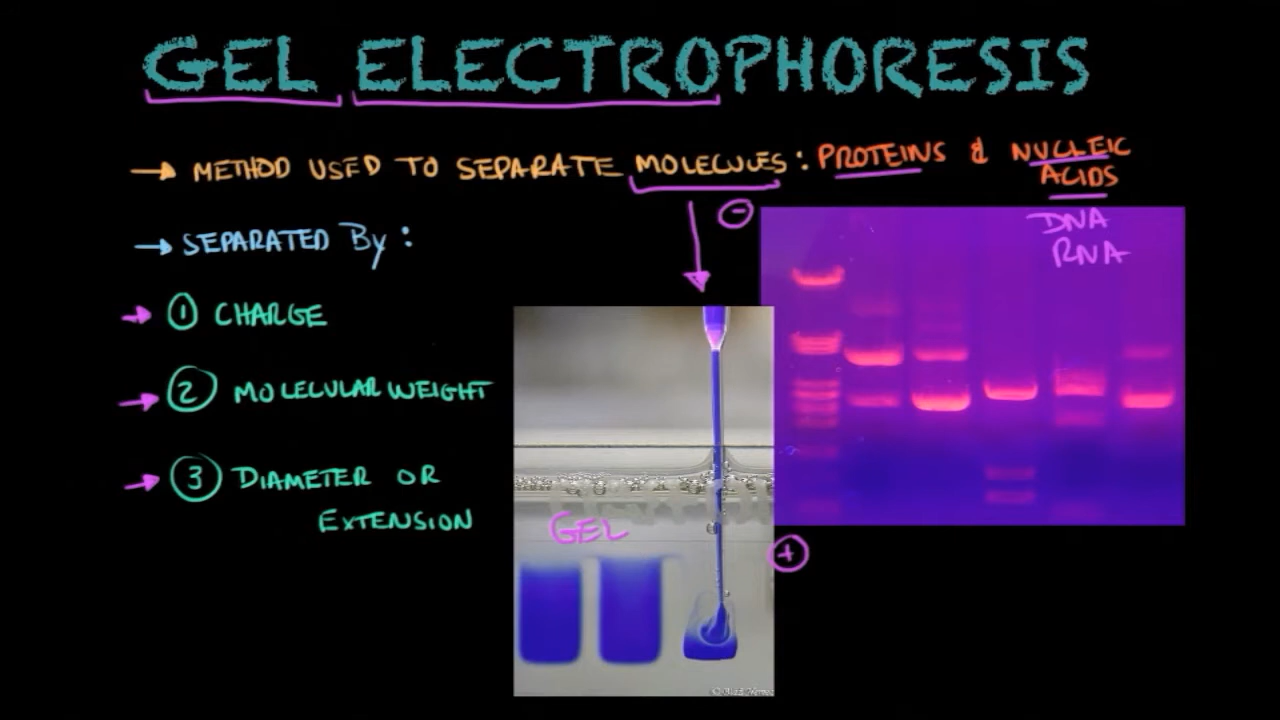 GEL ELECTROPHORESIS
→ METHOD USED TO SEPARATE MOLECULES: PROTEINS & NUCLEIC
ACIDS
DNA
RNA
→ SEPARATED By:
→ ① CHARGE
→ ② MOLECULAR WEIGHT
→ ③ DIAMETER OR
EXTENSION
GEL
⊖
⊕